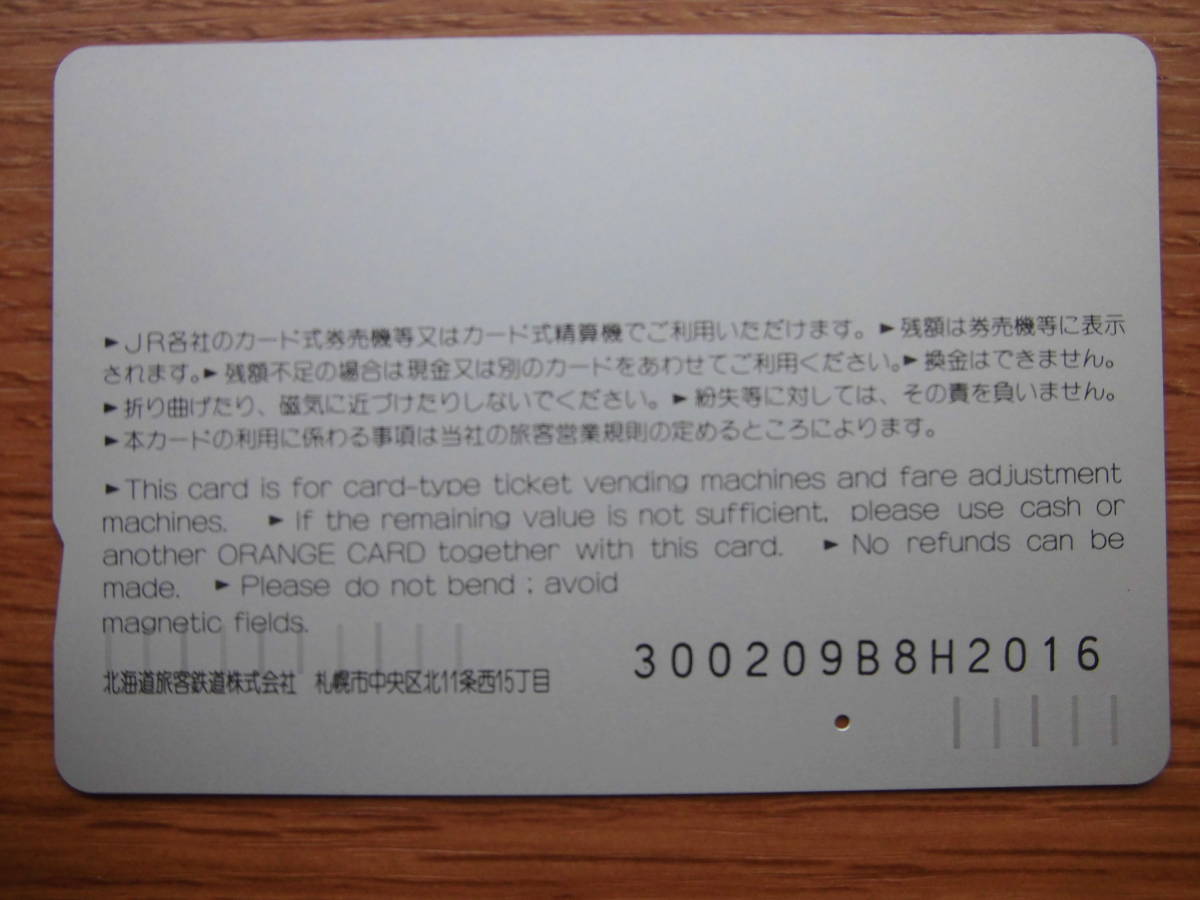 ►JR各社のカード式券売機等又はカード式精算機でご利用いただけます。►残額は券売機等に表示
されます。►残額不足の場合は現金又は別のカードをあわせてご利用ください。►換金はできません。
►折り曲げたり、磁気に近づけたりしないでください。►紛失等に対しては、その責を負いません。
►本カードの利用に係わる事項は当社の旅客営業規則の定めるところによります。
►This card is for card-type ticket vending machines and fare adjustment
machines. ►If the remaining value is not sufficient, please use cash or
another ORANGE CARD together with this card. ►No refunds can be
made. ►Please do not bend ; avoid
magnetic fields.
300209B8H2016
北海道旅客鉄道株式会社 札幌市中央区北11条西15丁目